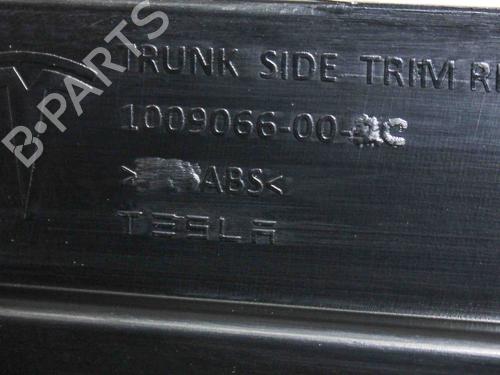 B·PARTS
TRUNK SIDE TRIM
1009066-00-C
ABS<
TESLA